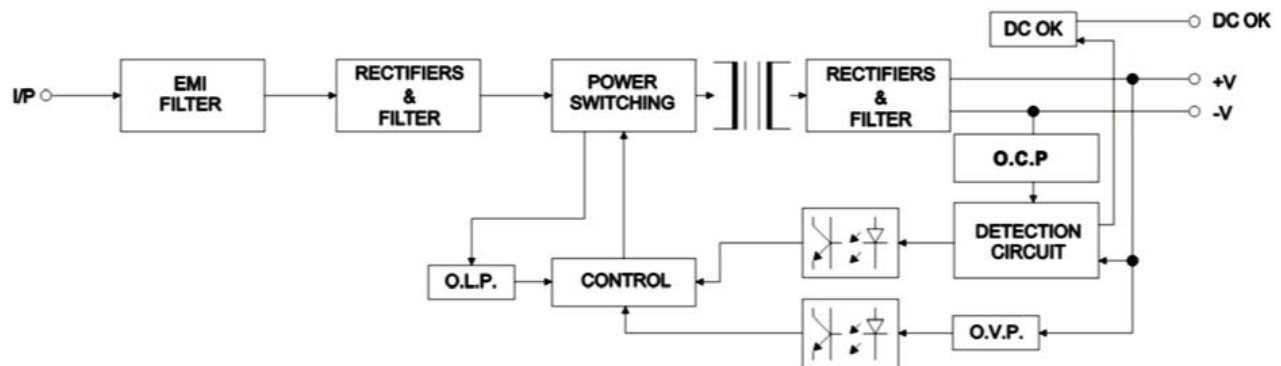 DC OK
DC OK
I/P
EMI
FILTER
RECTIFIERS
&
FILTER
POWER
SWITCHING
RECTIFIERS
&
FILTER
+V
-V
O.C.P
DETECTION
CIRCUIT
O.L.P.
CONTROL
O.V.P.